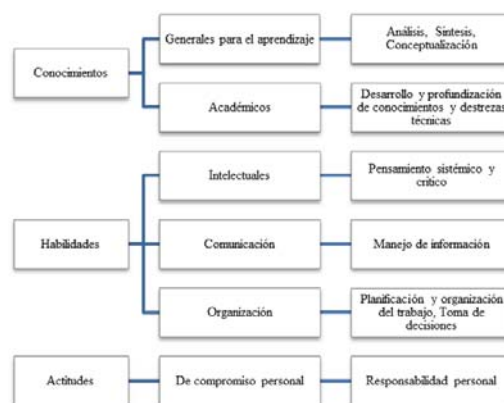 Generales para el aprendizaje
Análisis, Síntesis,
Conceptualización
Conocimientos
Académicos
Desarrollo y profundización
de conocimientos y destrezas
técnicas
Intelectuales
Pensamiento sistémico y
crítico
Habilidades
Comunicación
Manejo de información
Organización
Planificación y organización
del trabajo, Toma de
decisiones
Actitudes
De compromiso personal
Responsabilidad personal